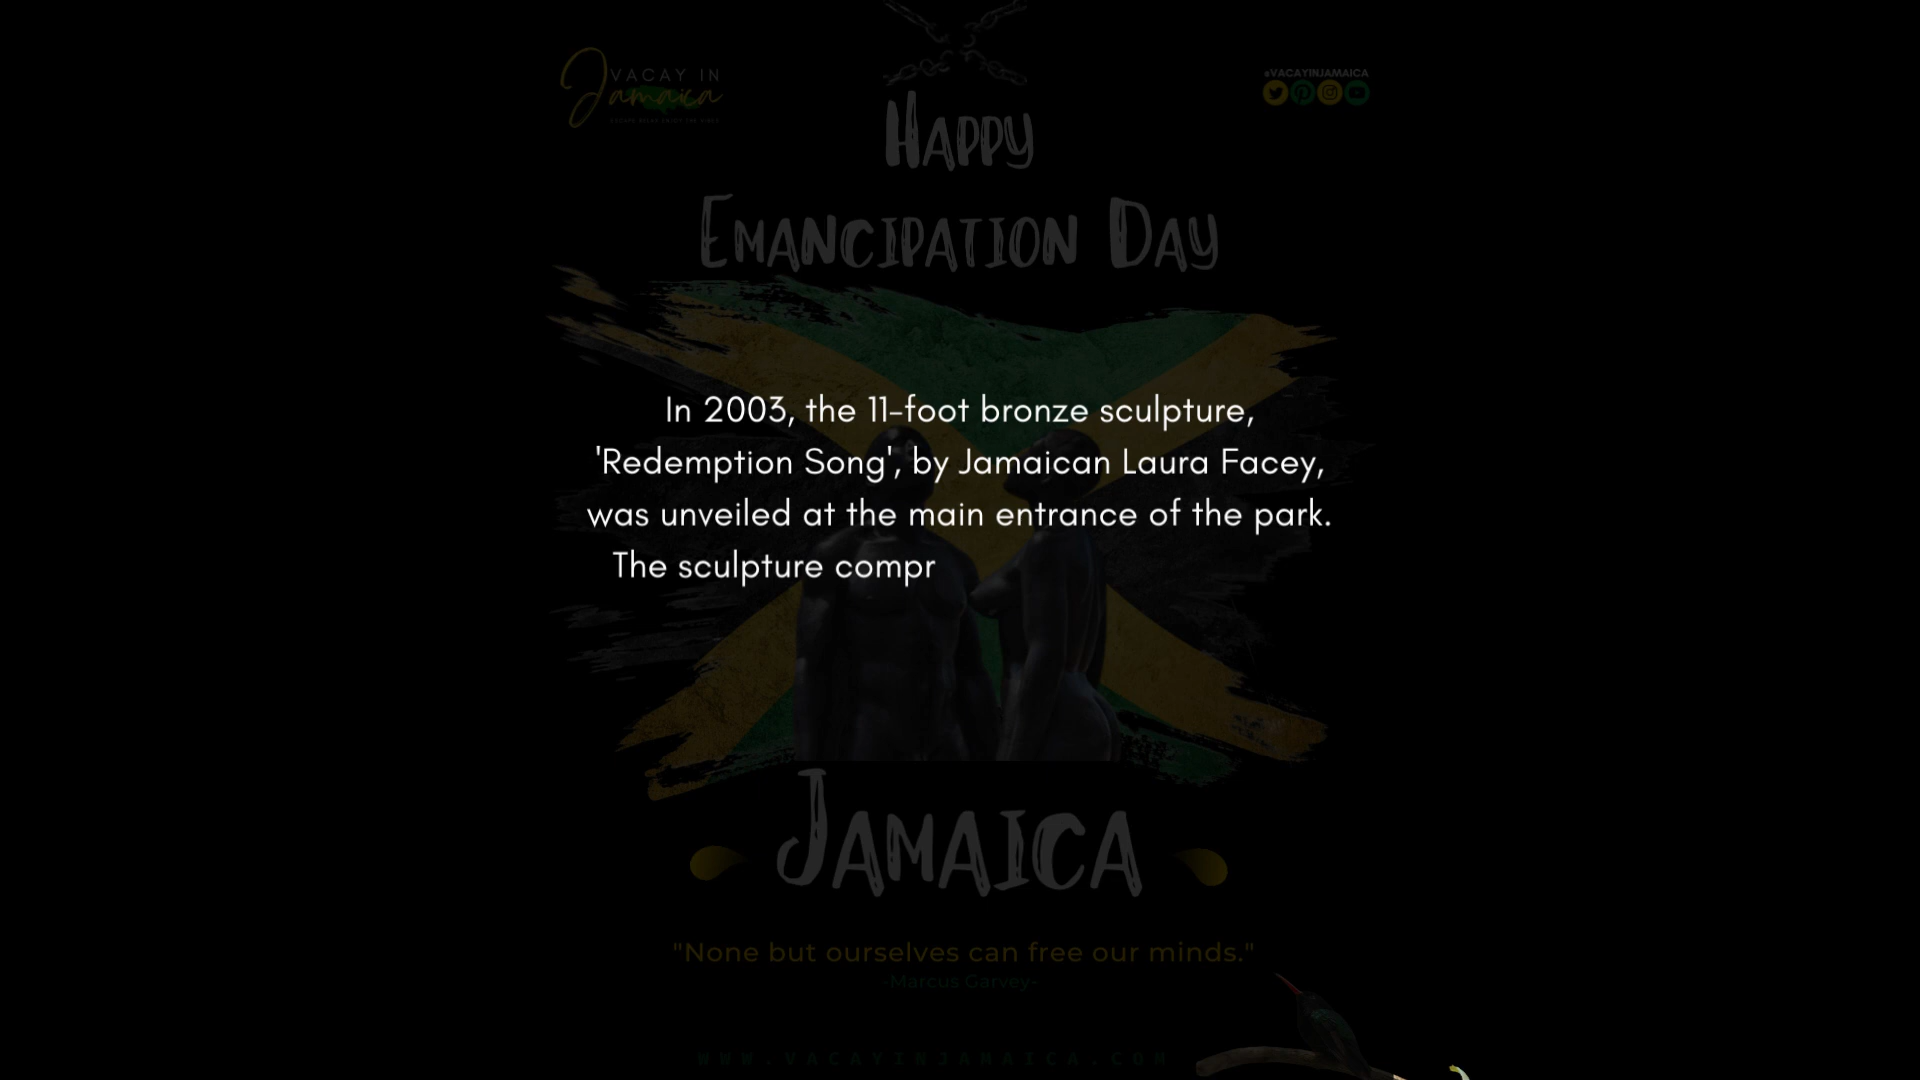 VACAY IN
Jamaica
@VACAYINJAMAICA
HAPPY
EMANCIPATION DAY
In 2003, the 11-foot bronze sculpture,
'Redemption Song', by Jamaican Laura Facey,
was unveiled at the main entrance of the park.
The sculpture compr
JAMAICA
"None but ourselves can free our minds."
-Marcus Garvey-
WWW.VACAYINJAMAICA.COM